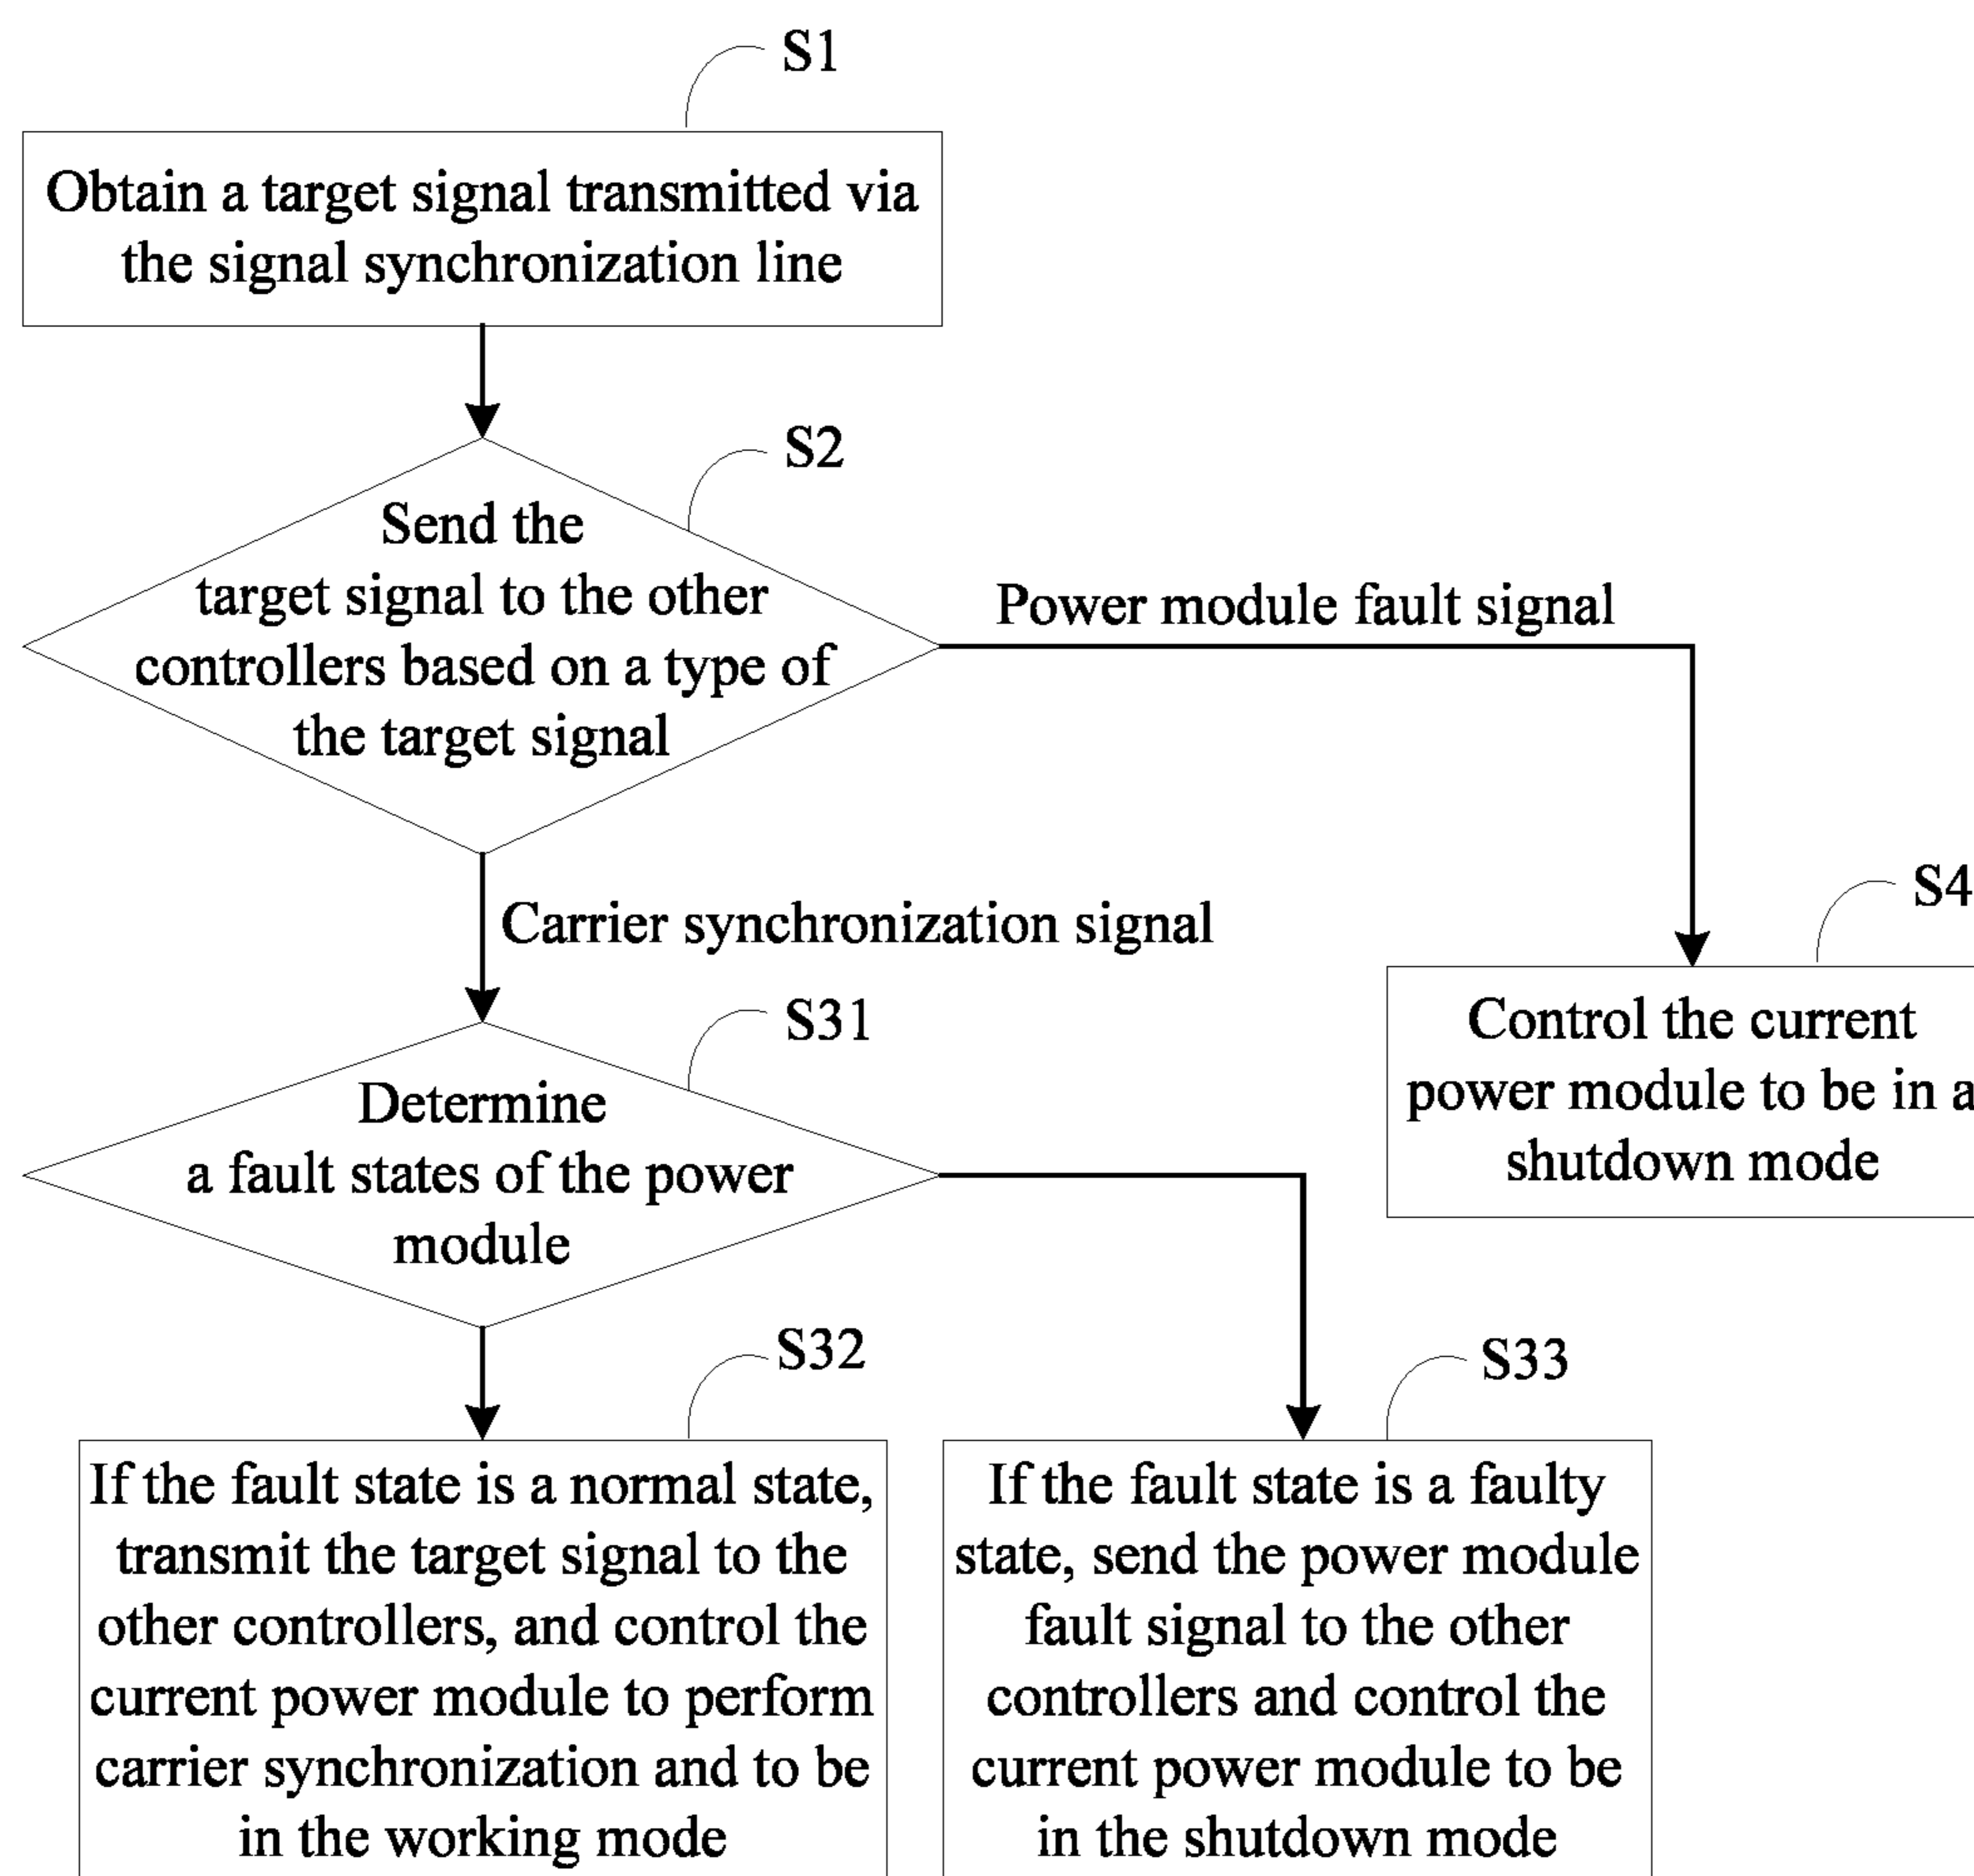 S1
Obtain a target signal transmitted via
the signal synchronization line
S2
Send the
target signal to the other
controllers based on a type of
the target signal
Power module fault signal
Carrier synchronization signal
S4
Control the current
power module to be in a
shutdown mode
S31
Determine
a fault states of the power
module
S32
If the fault state is a normal state,
transmit the target signal to the
other controllers, and control the
current power module to perform
carrier synchronization and to be
in the working mode
S33
If the fault state is a faulty
state, send the power module
fault signal to the other
controllers and control the
current power module to be
in the shutdown mode